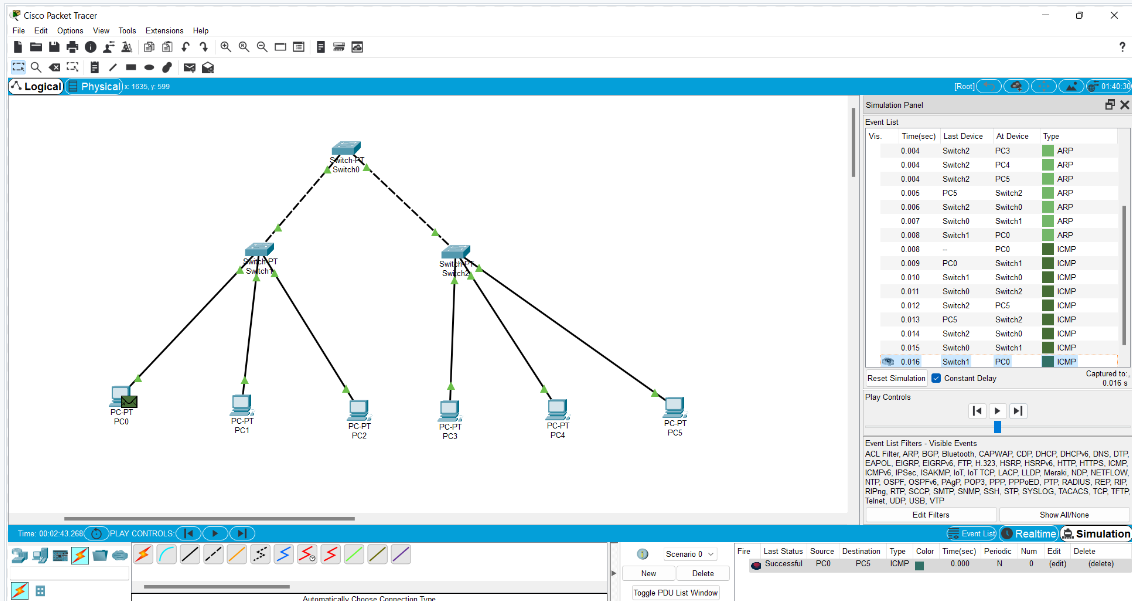 Cisco Packet Tracer
File Edit Options View Tools Extensions Help
?
Logical Physical x: 1635, y: 599
[Root] 01:40:30
Switch-PT
Switch0
Switch-PT
Switch1
Switch-PT
Switch2
PC-PT
PC0
PC-PT
PC1
PC-PT
PC2
PC-PT
PC3
PC-PT
PC4
PC-PT
PC5
Simulation Panel
Event List
Vis. Time(sec) Last Device At Device Type
0.004 Switch2 PC3 ARP
0.004 Switch2 PC4 ARP
0.004 Switch2 PC5 ARP
0.005 PC5 Switch2 ARP
0.006 Switch2 Switch0 ARP
0.007 Switch0 Switch1 ARP
0.008 Switch1 PC0 ARP
0.008 -- PC0 ICMP
0.009 PC0 Switch1 ICMP
0.010 Switch1 Switch0 ICMP
0.011 Switch0 Switch2 ICMP
0.012 Switch2 PC5 ICMP
0.013 PC5 Switch2 ICMP
0.014 Switch2 Switch0 ICMP
0.015 Switch0 Switch1 ICMP
0.016 Switch1 PC0 ICMP
Reset Simulation Constant Delay Captured to:
0.016 s
Play Controls
Event List Filters - Visible Events
ACL Filter, ARP, BGP, Bluetooth, CAPWAP, CDP, DHCP, DHCPv6, DNS, DTP,
EAPOL, EIGRP, EIGRPv6, FTP, H.323, HSRP, HSRPv6, HTTP, HTTPS, ICMP,
ICMPv6, IPSec, ISAKMP, IoT, IoT TCP, LACP, LLDP, Meraki, NDP, NETFLOW,
NTP, OSPF, OSPFv6, PAgP, POP3, PPP, PPPoED, PTP, RADIUS, REP, RIP,
RIPng, RTP, SCCP, SMTP, SNMP, SSH, STP, SYSLOG, TACACS, TCP, TFTP,
Telnet, UDP, USB, VTP
Edit Filters Show All/None
Time: 00:02:43.268 PLAY CONTROLS: Event List Realtime Simulation
Scenario 0
New Delete
Toggle PDU List Window
Fire Last Status Source Destination Type Color Time(sec) Periodic Num Edit Delete
Successful PC0 PC5 ICMP 0.000 N 0 (edit) (delete)
Automatically Choose Connection Type